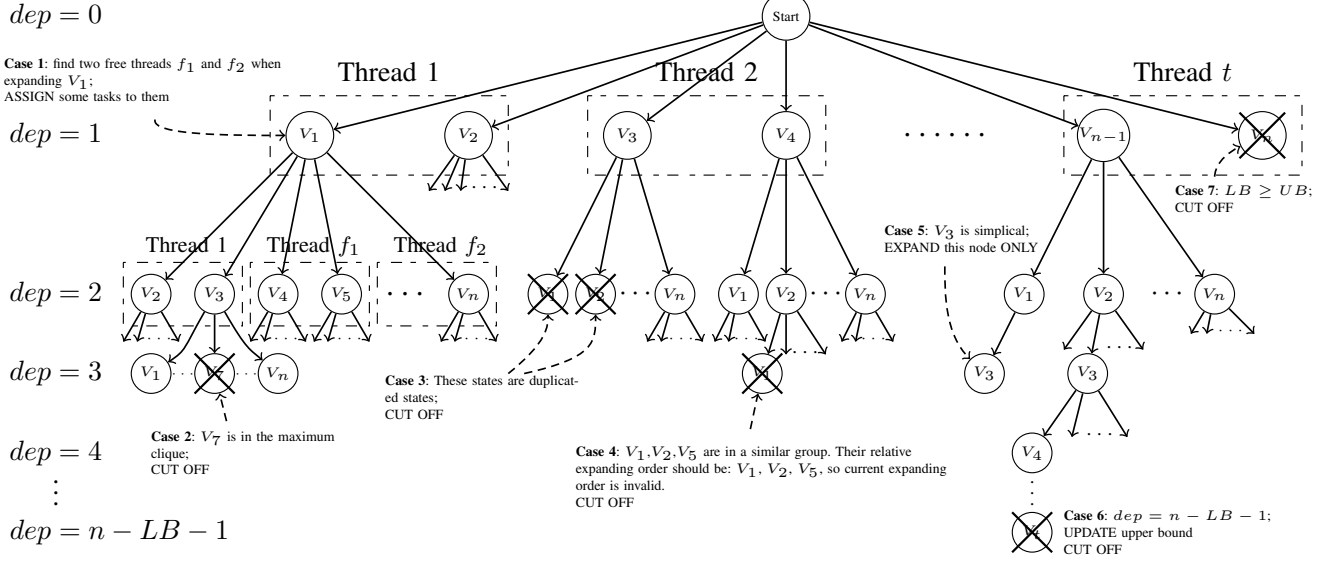 dep = 0
Start
Case 1: find two free threads f₁ and f₂ when
expanding V₁;
ASSIGN some tasks to them
Thread 1
Thread 2
Thread t
dep = 1
V₁
V₂
V₃
V₄
· · · · · ·
Vₙ₋₁
Vₙ
Case 7: LB ≥ UB;
CUT OFF
Case 5: V₃ is simplical;
EXPAND this node ONLY
Thread 1
Thread f₁
Thread f₂
dep = 2
V₂
V₃
V₄
V₅
· · ·
Vₙ
V₁
V₂
· · ·
Vₙ
V₁
V₂
· · ·
Vₙ
V₁
V₂
· · ·
Vₙ
dep = 3
V₁
V₇
Vₙ
V₁
V₃
V₃
Case 3: These states are duplicat-
ed states;
CUT OFF
Case 2: V₇ is in the maximum
clique;
CUT OFF
dep = 4
Case 4: V₁,V₂,V₅ are in a similar group. Their relative
expanding order should be: V₁, V₂, V₅, so current expanding
order is invalid.
CUT OFF
V₄
dep = n − LB − 1
Case 6: dep = n − LB − 1;
UPDATE upper bound
CUT OFF